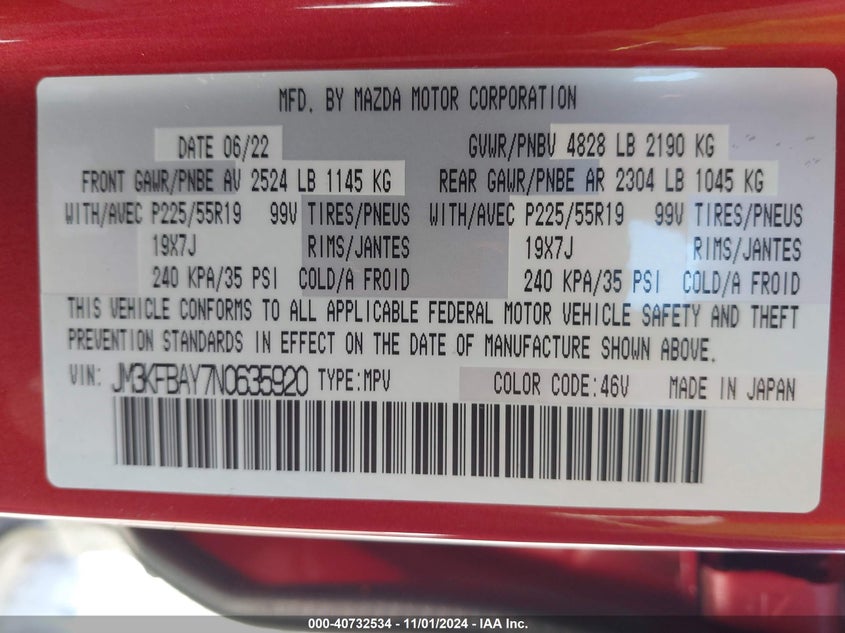 MFD. BY MAZDA MOTOR CORPORATION
DATE 06/22 GVWR/PNBV 4828 LB 2190 KG
FRONT GAWR/PNBE AV 2524 LB 1145 KG REAR GAWR/PNBE AR 2304 LB 1045 KG
WITH/AVEC P225/55R19 99V TIRES/PNEUS WITH/AVEC P225/55R19 99V TIRES/PNEUS
19X7J RIMS/JANTES 19X7J RIMS/JANTES
240 KPA/35 PSI COLD/A FROID 240 KPA/35 PSI COLD/A FROID
THIS VEHICLE CONFORMS TO ALL APPLICABLE FEDERAL MOTOR VEHICLE SAFETY AND THEFT
PREVENTION STANDARDS IN EFFECT ON THE DATE OF MANUFACTURE SHOWN ABOVE.
VIN: JM3KFBAY7N0635920 TYPE:MPV COLOR CODE:46V MADE IN JAPAN
000-40732534 - 11/01/2024 - IAA Inc.